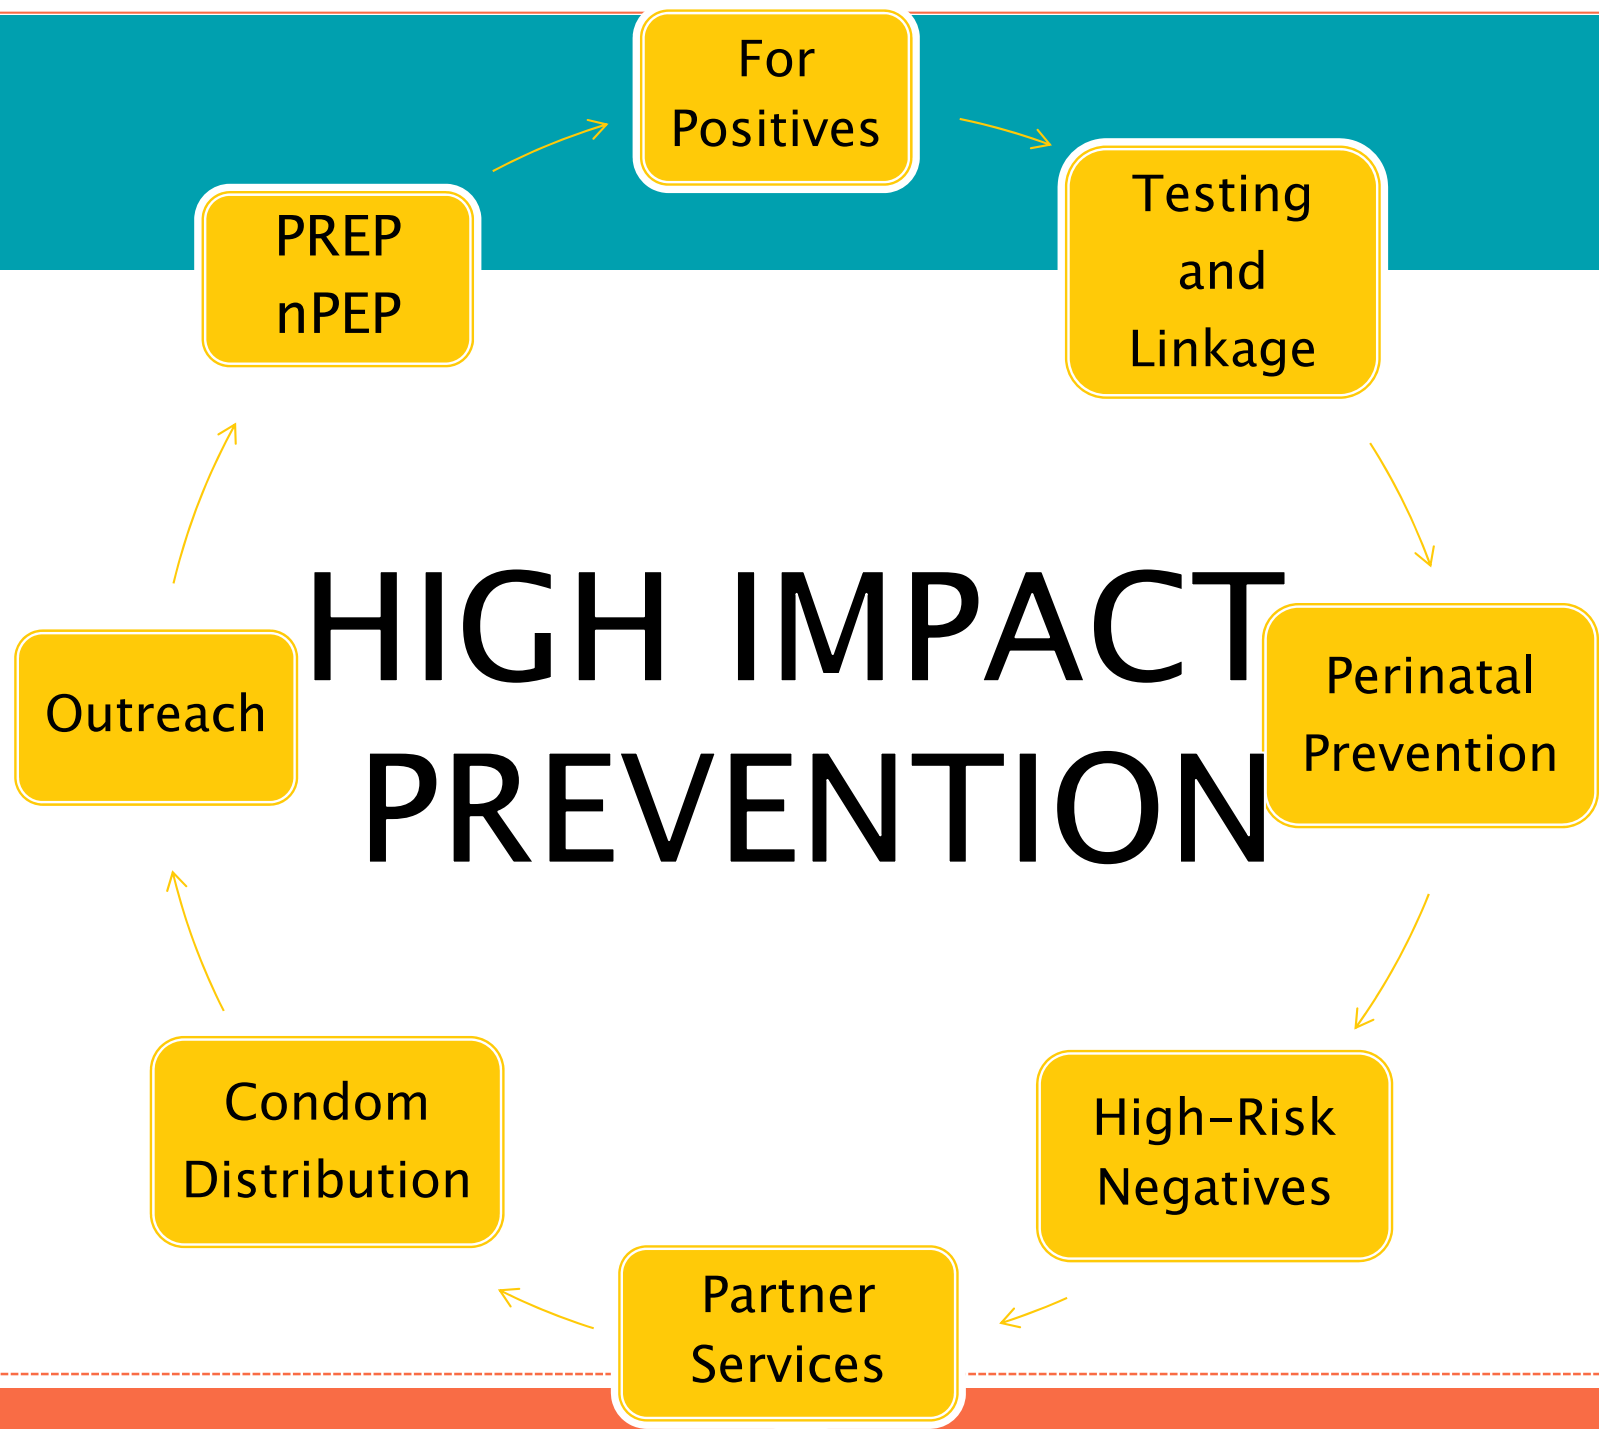 For
Positives
Testing
and
Linkage
Perinatal
Prevention
High-Risk
Negatives
Partner
Services
Condom
Distribution
Outreach
PREP
nPEP
HIGH IMPACT
PREVENTION